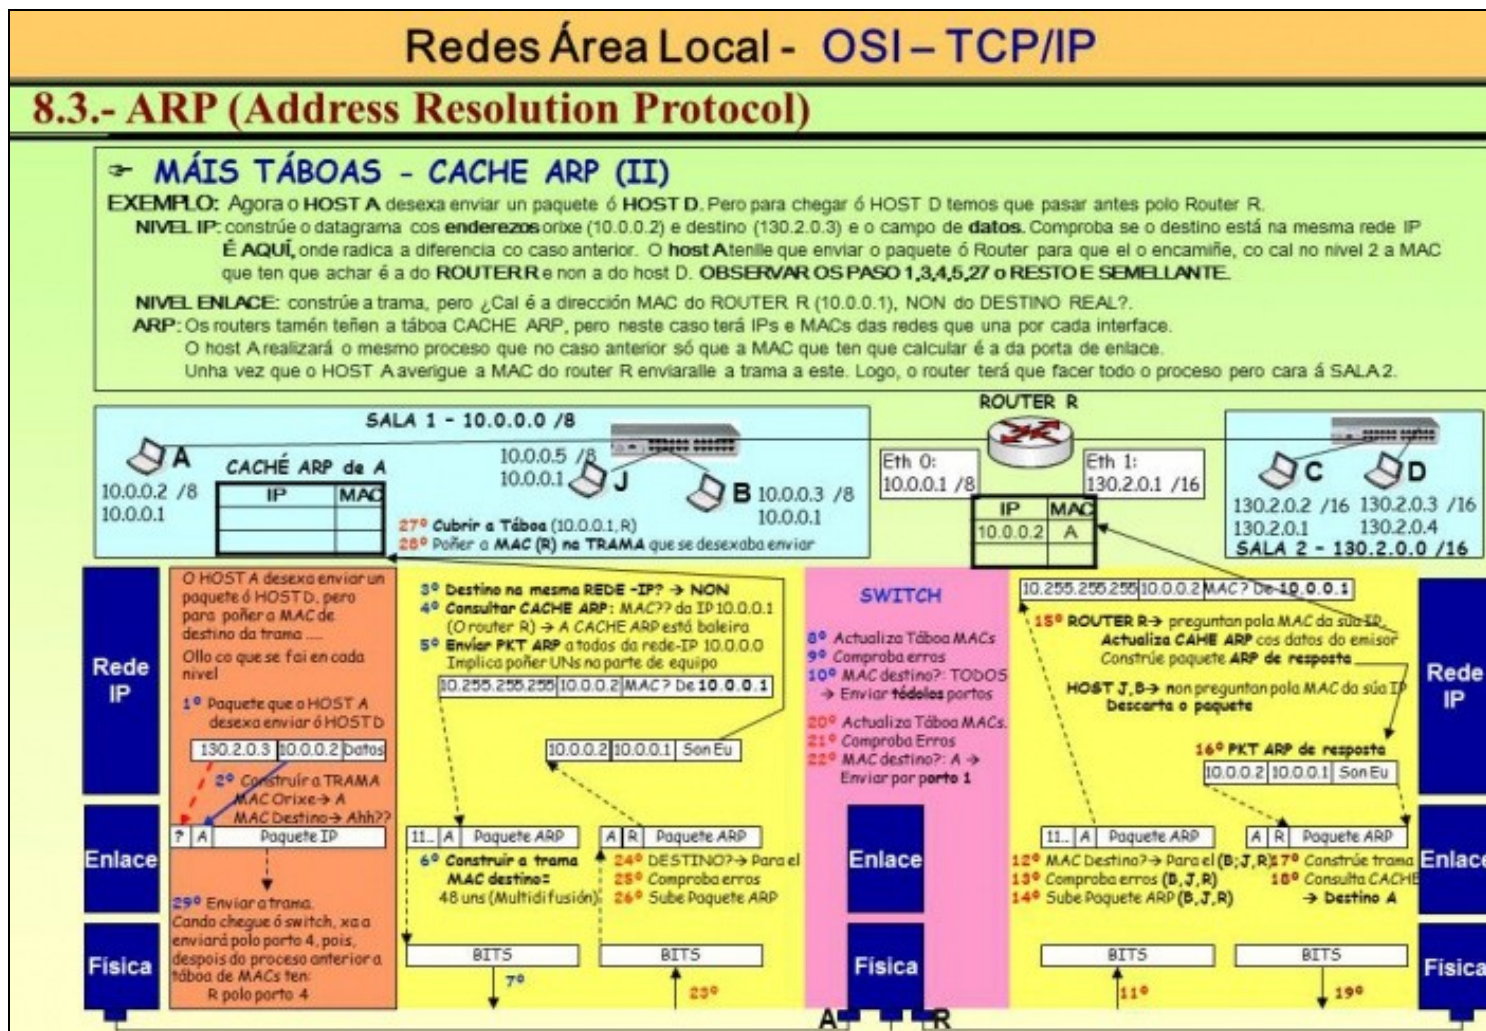 Redes Área Local - OSI – TCP/IP
8.3.- ARP (Address Resolution Protocol)
☞ MÁIS TÁBOAS - CACHE ARP (II)
EXEMPLO: Agora o HOST A desexa enviar un paquete ó HOST D. Pero para chegar ó HOST D temos que pasar antes polo Router R.
NIVEL IP: constrúe o datagrama cos enderezos orixe (10.0.0.2) e destino (130.2.0.3) e o campo de datos. Comproba se o destino está na mesma rede IP
É AQUÍ, onde radica a diferencia co caso anterior. O host A tenlle que enviar o paquete ó Router para que el o encamiñe, co cal no nivel 2 a MAC
que ten que achar é a do ROUTER R e non a do host D. OBSERVAR OS PASO 1,3,4,5,27 o RESTO E SEMELLANTE.
NIVEL ENLACE: constrúe a trama, pero ¿Cal é a dirección MAC do ROUTER R (10.0.0.1), NON do DESTINO REAL?.
ARP: Os routers tamén teñen a táboa CACHE ARP, pero neste caso terá IPs e MACs das redes que una por cada interface.
O host A realizará o mesmo proceso que no caso anterior só que a MAC que ten que calcular é a da porta de enlace.
Unha vez que o HOST A averigue a MAC do router R enviaralle a trama a este. Logo, o router terá que facer todo o proceso pero cara á SALA 2.
SALA 1 - 10.0.0.0 /8
A
10.0.0.2 /8
10.0.0.1
CACHÉ ARP de A
IP MAC
10.0.0.5 /8
10.0.0.1
J
B
10.0.0.3 /8
10.0.0.1
27º Cubrir a Táboa (10.0.0.1, R)
28º Poñer a MAC (R) na TRAMA que se desexaba enviar
ROUTER R
Eth 0:
10.0.0.1 /8
Eth 1:
130.2.0.1 /16
IP MAC
10.0.0.2 A
C
D
130.2.0.2 /16 130.2.0.3 /16
130.2.0.1 130.2.0.4
SALA 2 - 130.2.0.0 /16
Rede
IP
Enlace
Física
O HOST A desexa enviar un
paquete ó HOST D, pero
para poñer a MAC de
destino da trama ....
Ollo co que se fai en cada
nivel
1º Paquete que o HOST A
desexa enviar ó HOST D
130.2.0.3 10.0.0.2 Datos
2º Construír a TRAMA
MAC Orixe→ A
MAC Destino→ Ahh??
? A Paquete IP
29º Enviar a trama.
Cando chegue ó switch, xa a
enviará polo porto 4, pois,
despois do proceso anterior a
táboa de MACs ten:
R polo porto 4
3º Destino na mesma REDE -IP? → NON
4º Consultar CACHE ARP: MAC?? da IP 10.0.0.1
(O router R) → A CACHE ARP está baleira
5º Enviar PKT ARP a todos da rede-IP 10.0.0.0
Implica poñer UNs na parte de equipo
10.255.255.255 10.0.0.2 MAC? De 10.0.0.1
10.0.0.2 10.0.0.1 Son Eu
11.. A Paquete ARP
A R Paquete ARP
6º Construir a trama
MAC destino=
48 uns (Multidifusión)
24º DESTINO?→ Para el
25º Comproba erros
26º Sube Paquete ARP
BITS
7º
BITS
23º
SWITCH
8º Actualiza Táboa MACs
9º Comproba erros
10º MAC destino?: TODOS
→ Enviar tódolos portos
20º Actualiza Táboa MACs.
21º Comproba Erros
22º MAC destino?: A →
Enviar por porto 1
Enlace
Física
A
R
10.255.255.255 10.0.0.2 MAC? De 10.0.0.1
15º ROUTER R→ preguntan pola MAC da súa IP
Actualiza CAHE ARP cos datos do emisor
Constrúe paquete ARP de resposta
HOST J,B→ non preguntan pola MAC da súa IP
Descarta o paquete
16º PKT ARP de resposta
10.0.0.2 10.0.0.1 Son Eu
11.. A Paquete ARP
A R Paquete ARP
12º MAC Destino?→ Para el (B;J,R)
13º Comproba erros (B,J,R)
14º Sube Paquete ARP (B,J,R)
17º Constrúe trama
18º Consulta CACHE
→ Destino A
BITS
11º
BITS
19º
Rede
IP
Enlace
Física